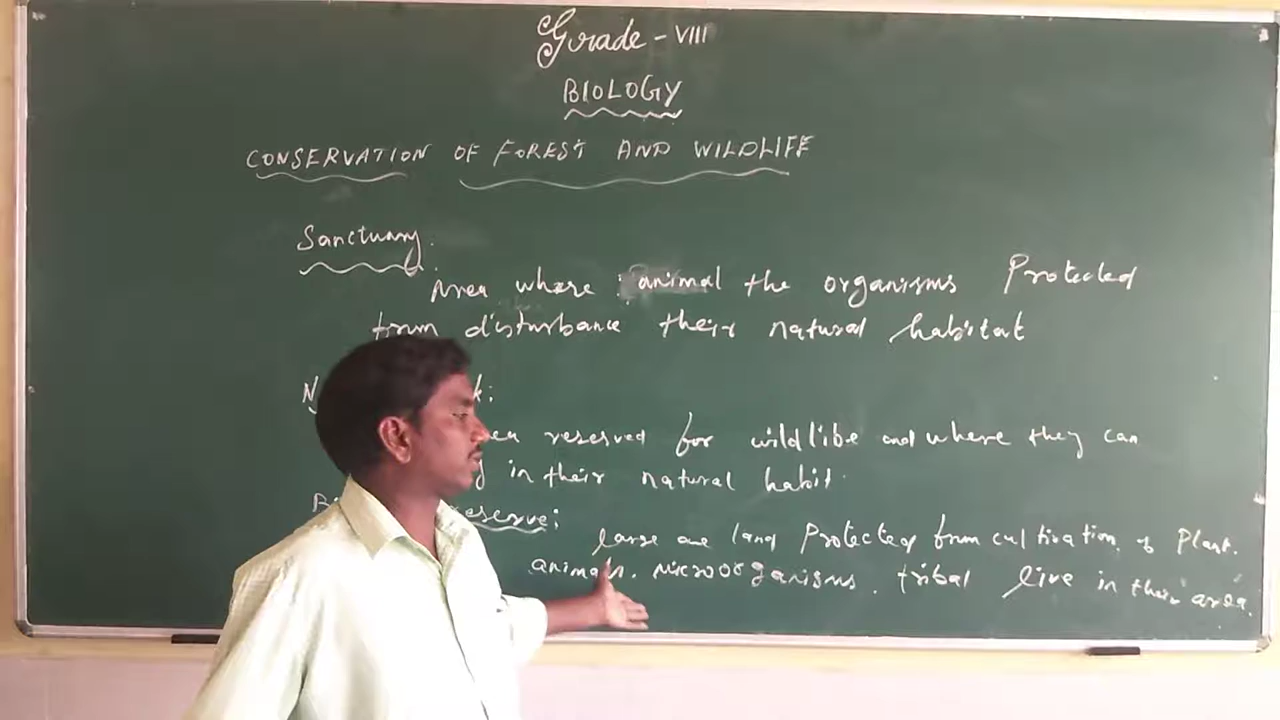 Grade - VIII
BIOLOGY
CONSERVATION OF FOREST AND WILDLIFE
Sanctuary.
Area where animal the organisms Protected
from disturbance their natural habitat
reserved for wildlibe and where they can
in their natural habit.
eserve;
large are land Protected from cultivation of Plant.
animals. Microorganisms. tribal live in their area.